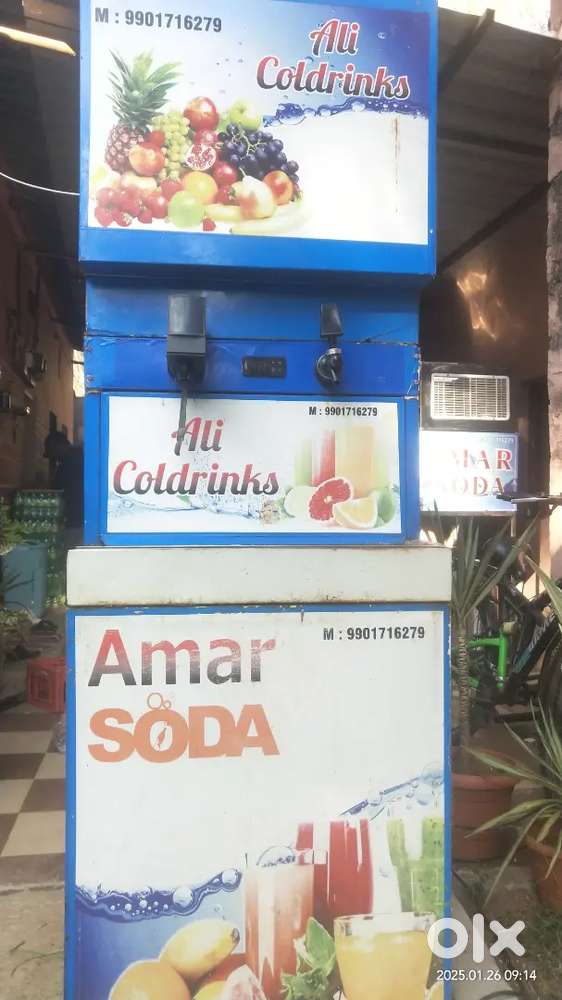 M : 9901716279
Ali
Coldrinks
M : 9901716279
Ali
Coldrinks
AMAR
SODA
M : 9901716279
Amar
SODA
olx
2025.01.26 09:14